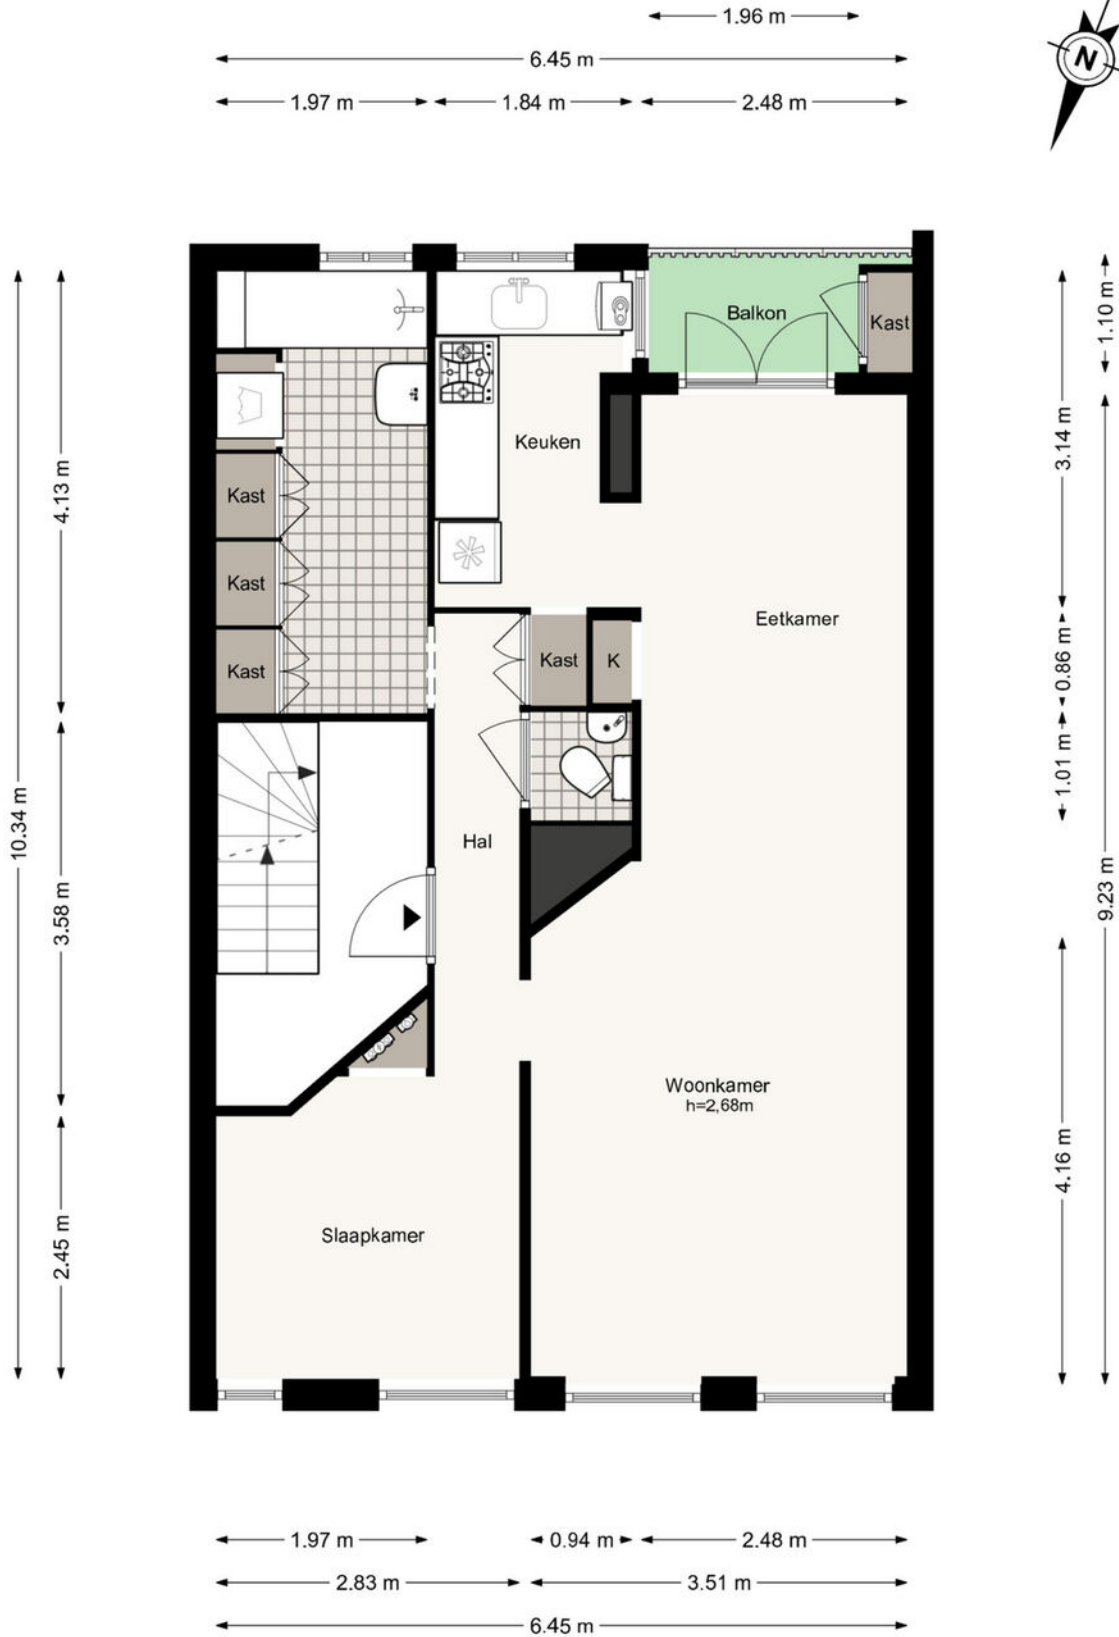 1.96 m
6.45 m
1.97 m
1.84 m
2.48 m
N
Balkon
Kast
1.10 m
Keuken
3.14 m
4.13 m
Kast
Kast
Kast
Eetkamer
Kast
K
0.86 m
1.01 m
10.34 m
Hal
3.58 m
9.23 m
Woonkamer
h=2,68m
4.16 m
Slaapkamer
2.45 m
1.97 m
0.94 m
2.48 m
2.83 m
3.51 m
6.45 m